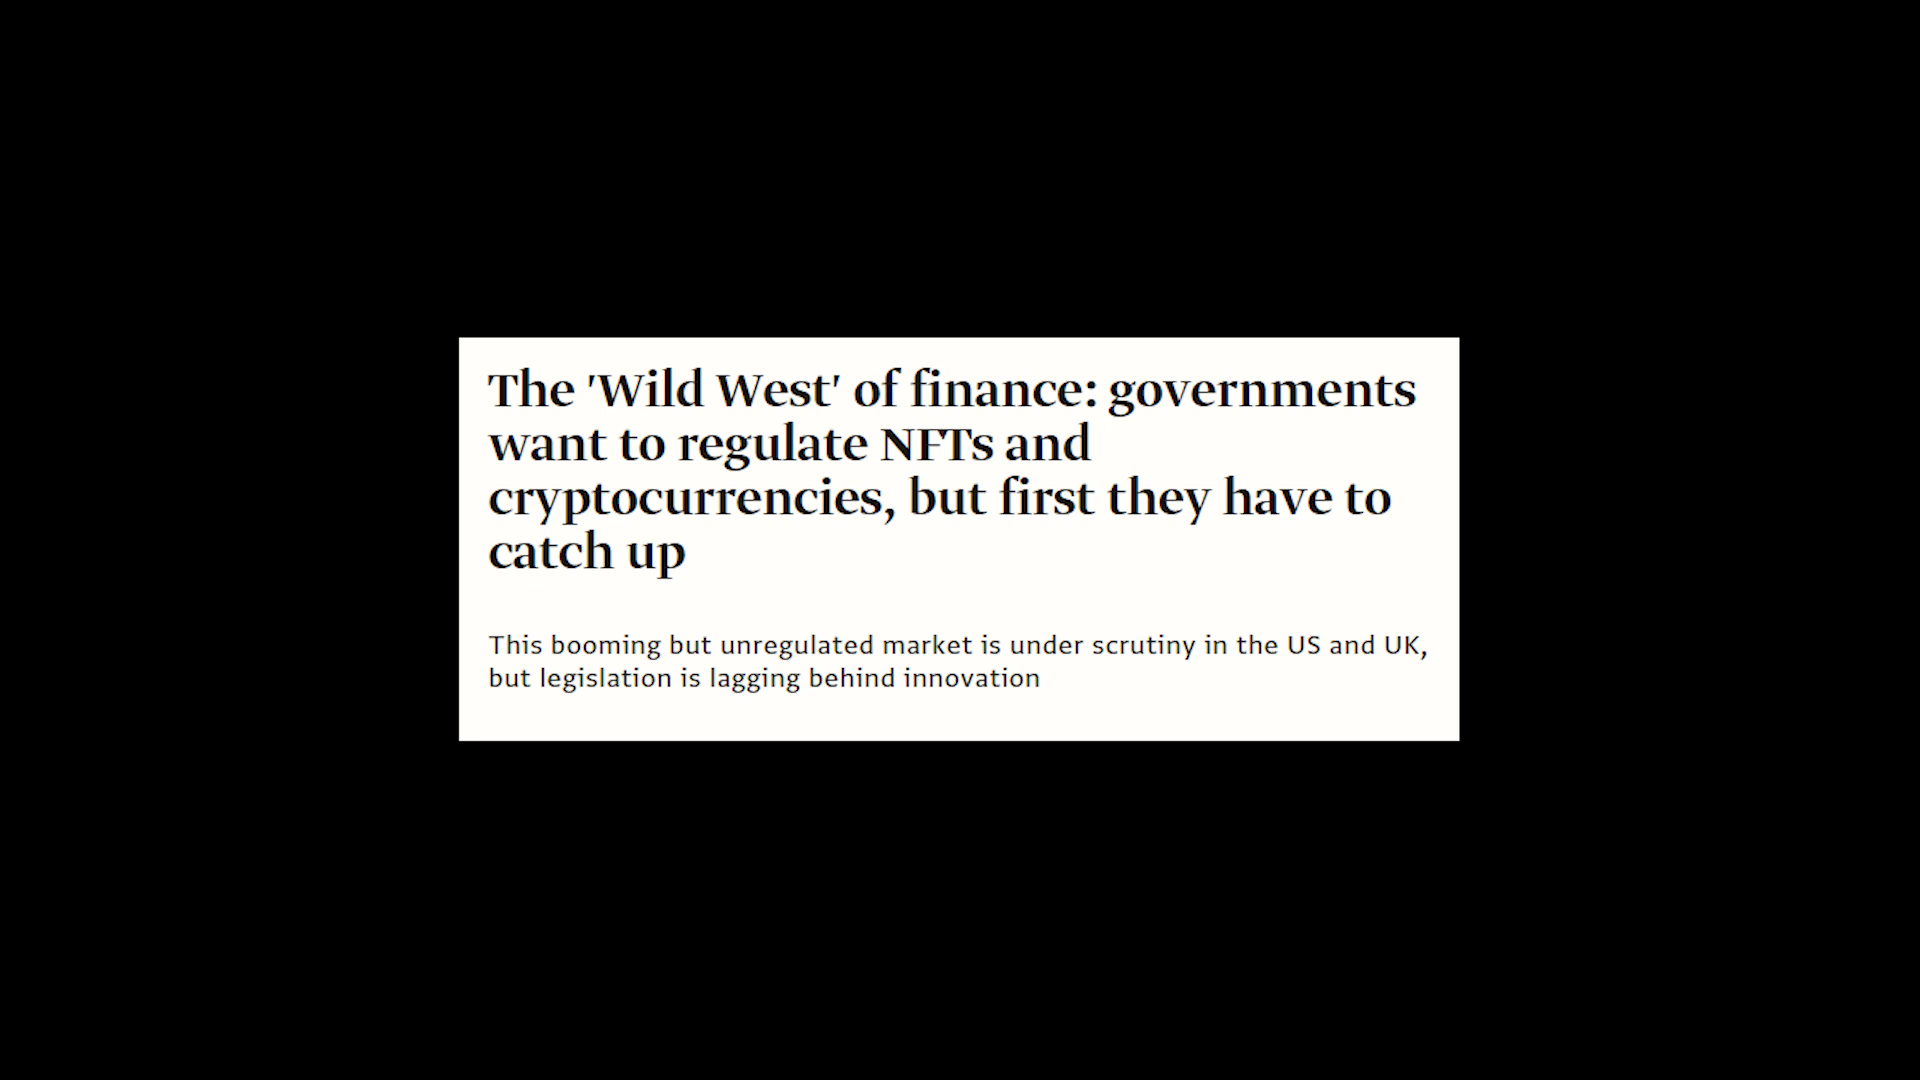 The 'Wild West' of finance: governments
want to regulate NFTs and
cryptocurrencies, but first they have to
catch up
This booming but unregulated market is under scrutiny in the US and UK,
but legislation is lagging behind innovation